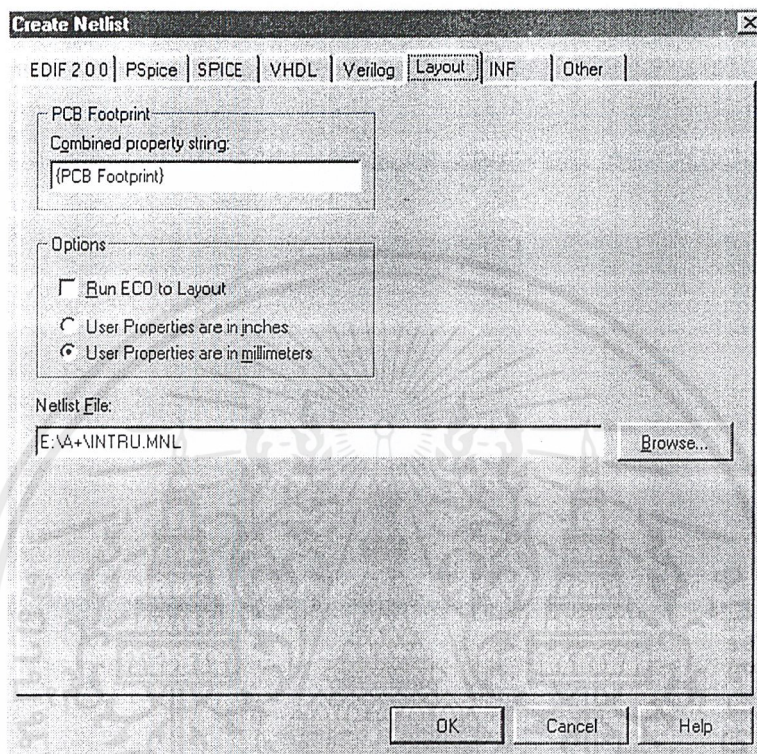 Create Netlist
EDIF 2 0 0 PSpice SPICE VHDL Verilog Layout INF Other
PCB Footprint
Combined property string:
{PCB Footprint}
Options
Run ECO to Layout
User Properties are in inches
User Properties are in millimeters
Netlist File:
E:\A+\INTRU.MNL
Browse...
OK Cancel Help